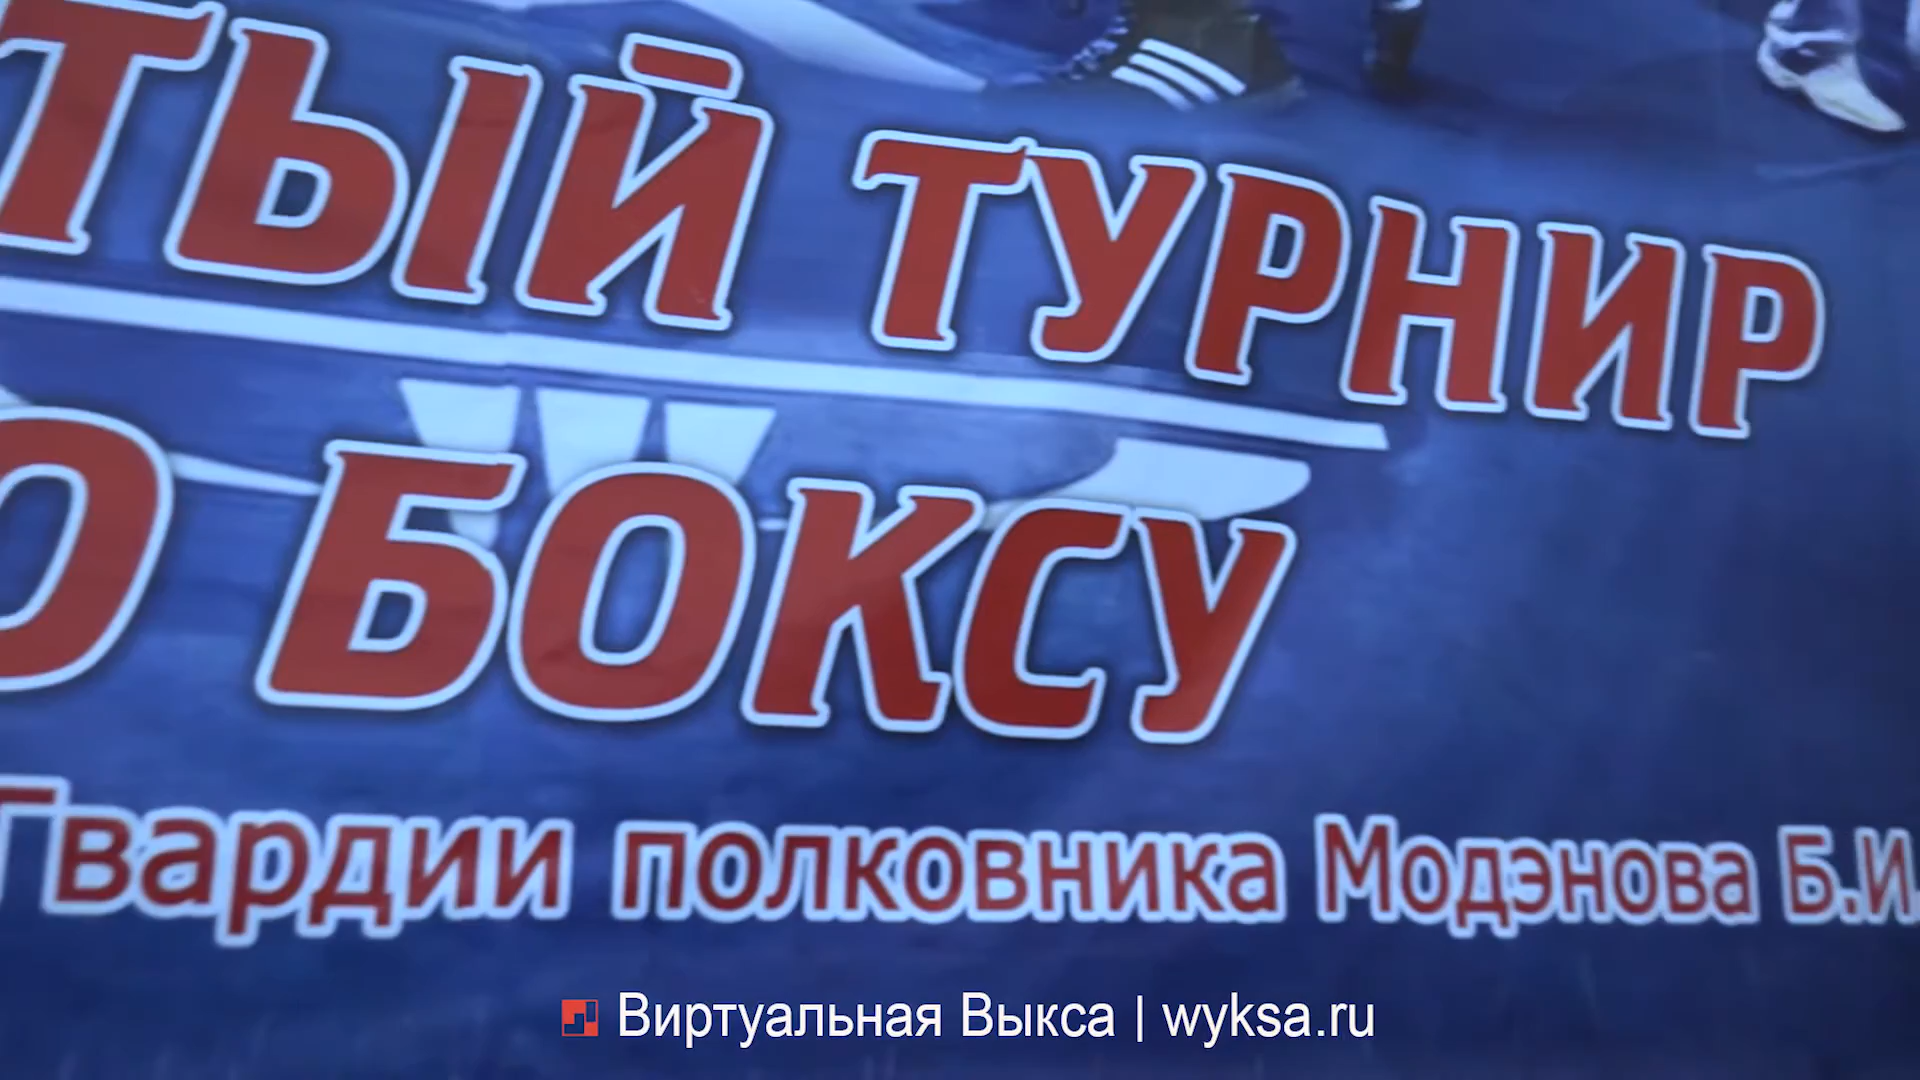 ТЫЙ ТУРНИР
О БОКСУ
Гвардии полковника Модэнова Б.И.
Виртуальная Выкса | wyksa.ru